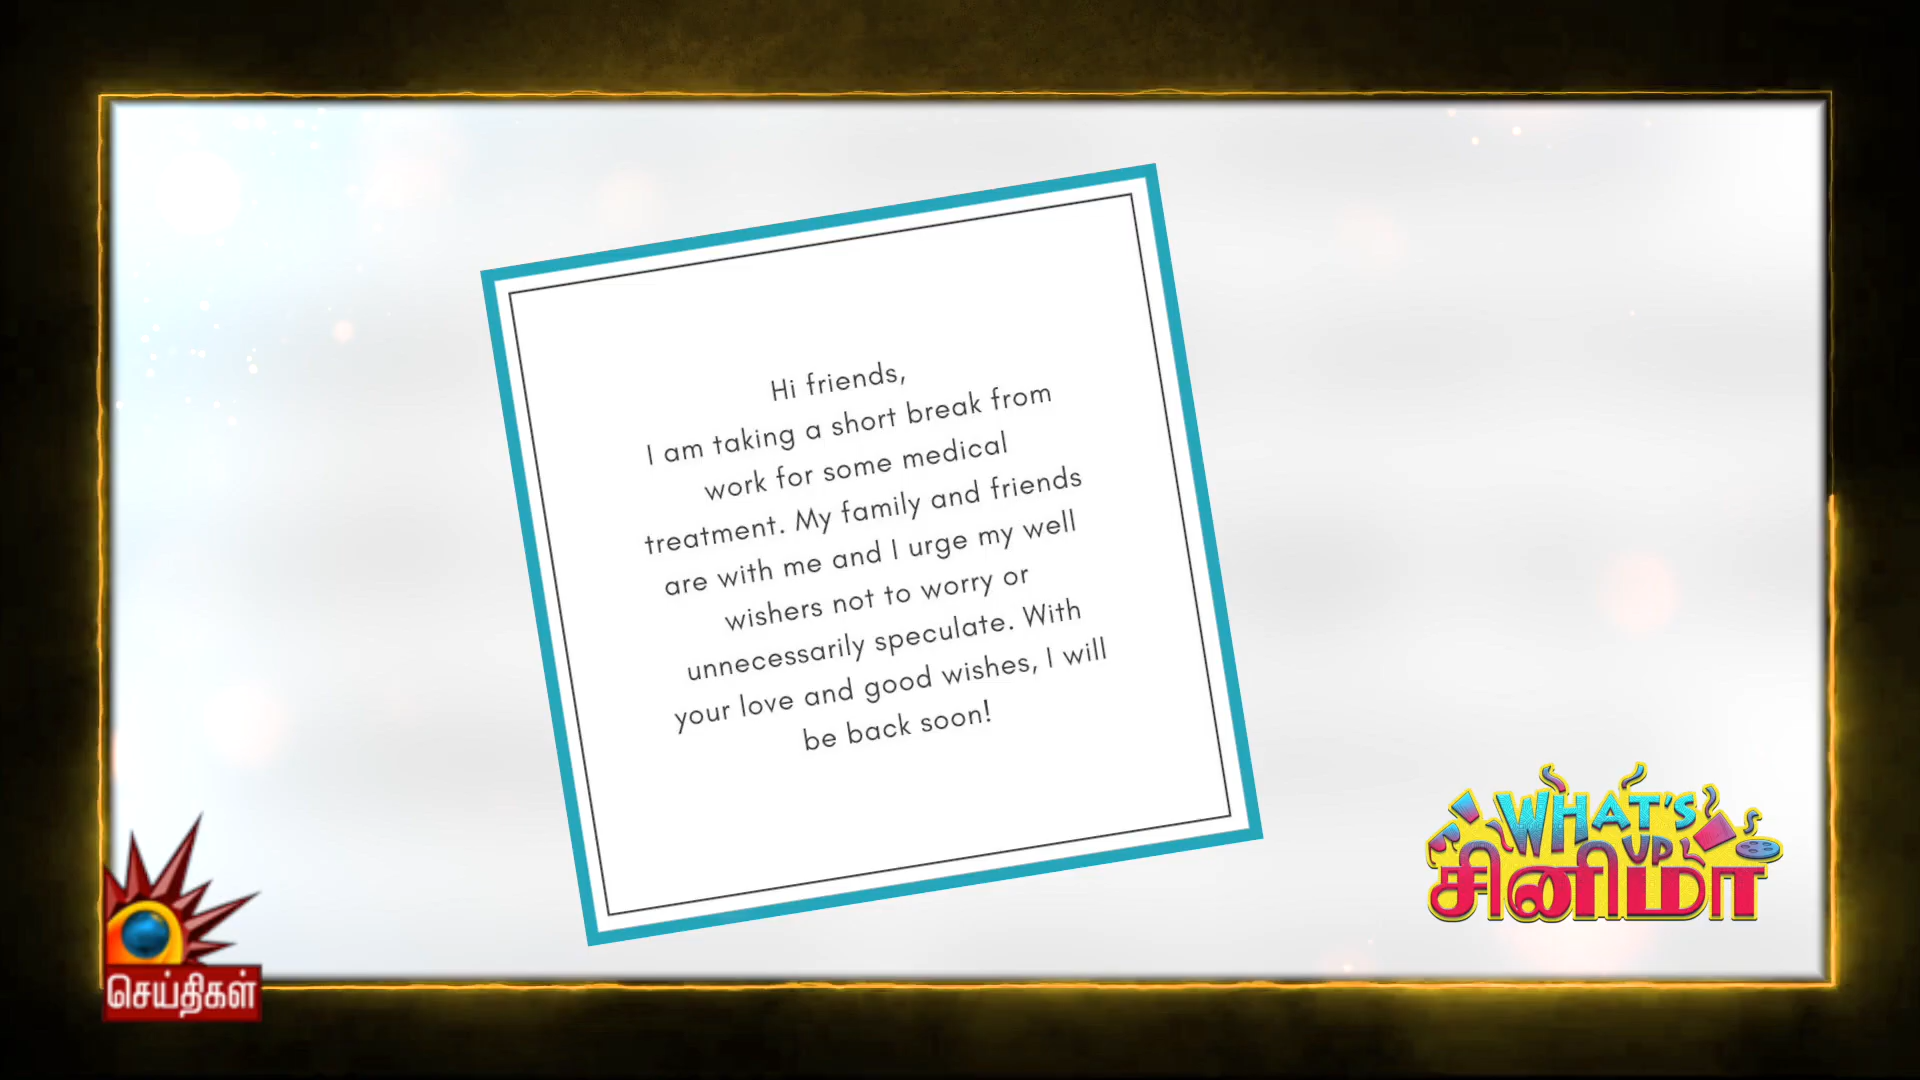 Hi friends,
I am taking a short break from
work for some medical
treatment. My family and friends
are with me and I urge my well
wishers not to worry or
unnecessarily speculate. With
your love and good wishes, I will
be back soon!
WHAT'S
UP
சினிமா
செய்திகள்